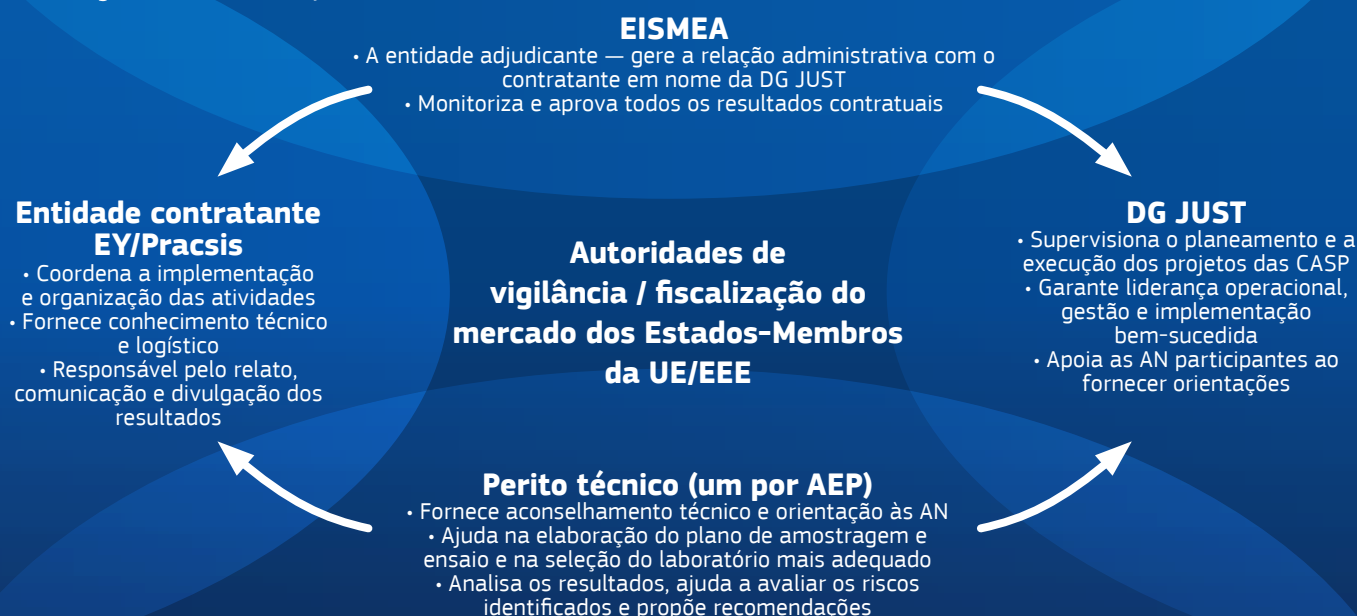 EISMEA
• A entidade adjudicante — gere a relação administrativa com o
contratante em nome da DG JUST
• Monitoriza e aprova todos os resultados contratuais
Entidade contratante
EY/Pracsis
• Coordena a implementação
e organização das atividades
• Fornece conhecimento técnico
e logístico
• Responsável pelo relato,
comunicação e divulgação dos
resultados
Autoridades de
vigilância / fiscalização do
mercado dos Estados-Membros
da UE/EEE
DG JUST
• Supervisiona o planeamento e a
execução dos projetos das CASP
• Garante liderança operacional,
gestão e implementação
bem-sucedida
• Apoia as AN participantes ao
fornecer orientações
Perito técnico (um por AEP)
• Fornece aconselhamento técnico e orientação às AN
• Ajuda na elaboração do plano de amostragem e
ensaio e na seleção do laboratório mais adequado
• Analisa os resultados, ajuda a avaliar os riscos
identificados e propõe recomendações